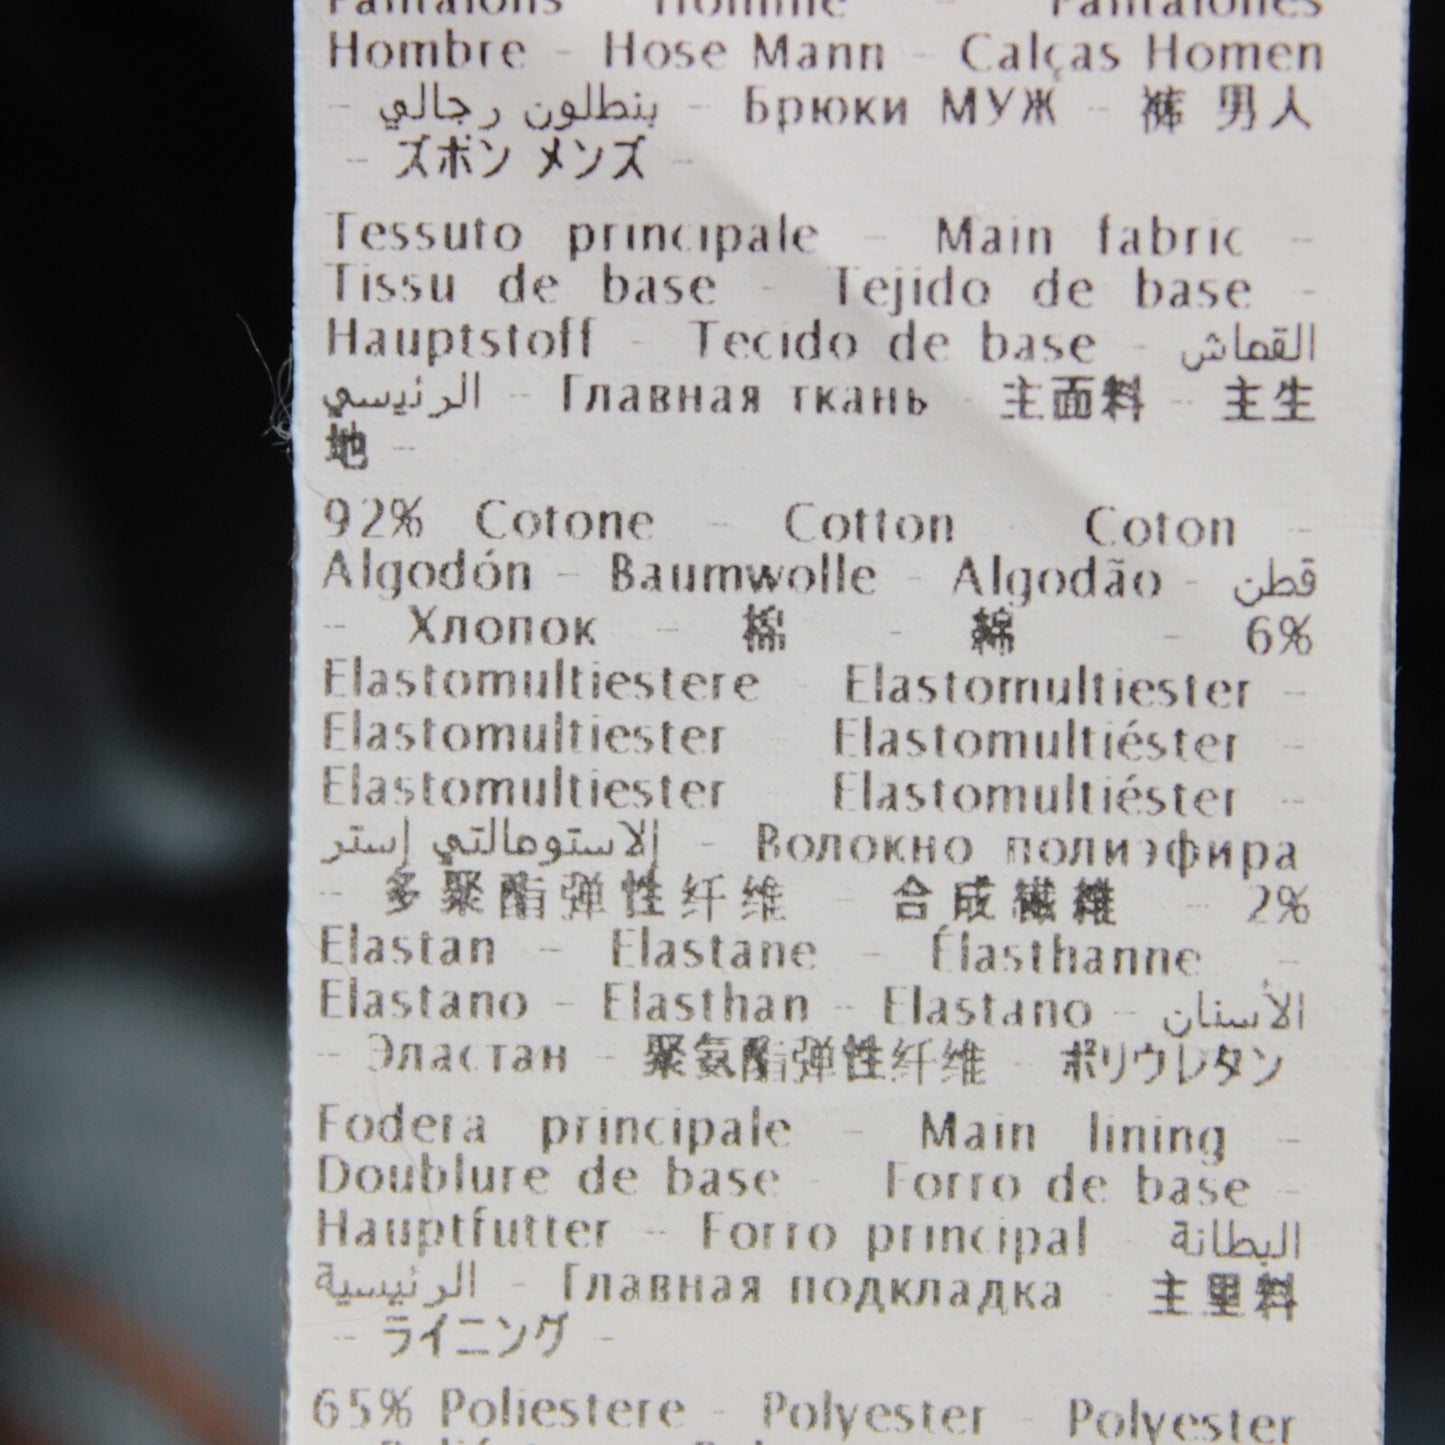 Pantalons Homme - Pantalones
Hombre - Hose Mann - Calças Homen
- بنطلون رجالي - Брюки МУЖ - 裤 男人
- ズボン メンズ -
Tessuto principale - Main fabric -
Tissu de base - Tejido de base -
Hauptstoff - Tecido de base - القماش
الرئيسي - Главная ткань - 主面料 - 主生
地 -
92% Cotone - Cotton - Coton -
Algodón - Baumwolle - Algodão - قطن
- Хлопок - 棉 - 綿 - 6%
Elastomultiestere - Elastomultiester -
Elastomultiester - Elastomultiéster -
Elastomultiester - Elastomultiéster -
الاستومالتي إستر - Волокно полиэфира
- 多聚酯弹性纤维 - 合成繊維 - 2%
Elastan - Elastane - Élasthanne -
Elastano - Elasthan - Elastano - الأسنان
- Эластан - 聚氨酯弹性纤维 - ポリウレタン
Fodera principale - Main lining -
Doublure de base - Forro de base -
Hauptfutter - Forro principal - البطانة
الرئيسية - Главная подкладка - 主里料
- ライニング -
65% Poliestere - Polyester - Polyester